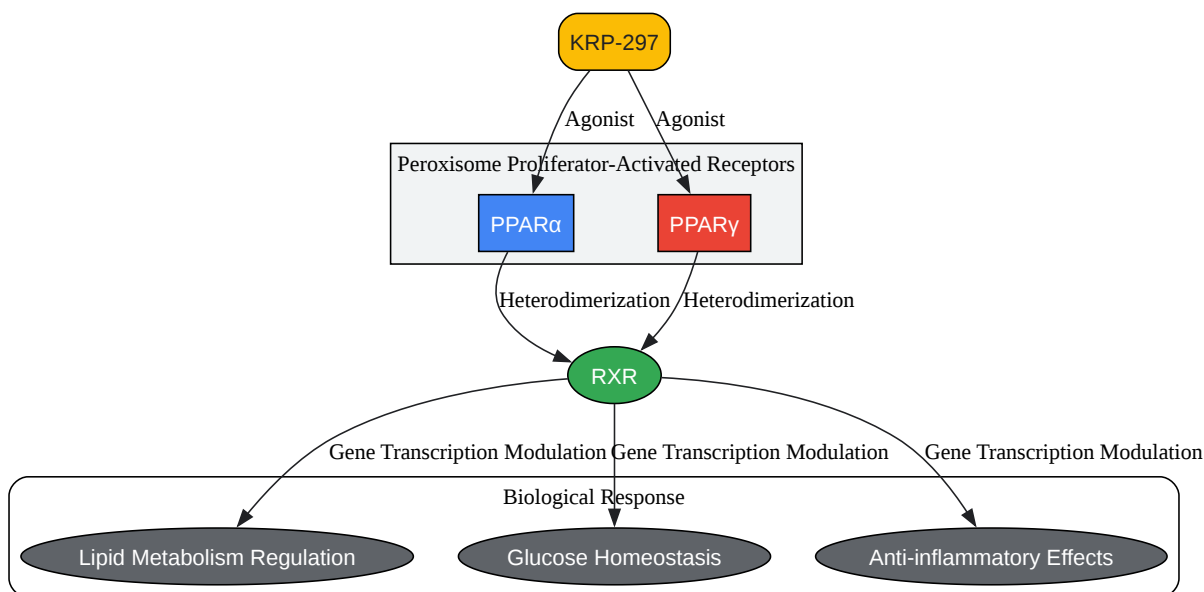 KRP-297
Agonist
Agonist
Peroxisome Proliferator-Activated Receptors
PPARα
PPARγ
Heterodimerization
Heterodimerization
RXR
Gene Transcription Modulation
Gene Transcription Modulation
Gene Transcription Modulation
Biological Response
Lipid Metabolism Regulation
Glucose Homeostasis
Anti-inflammatory Effects